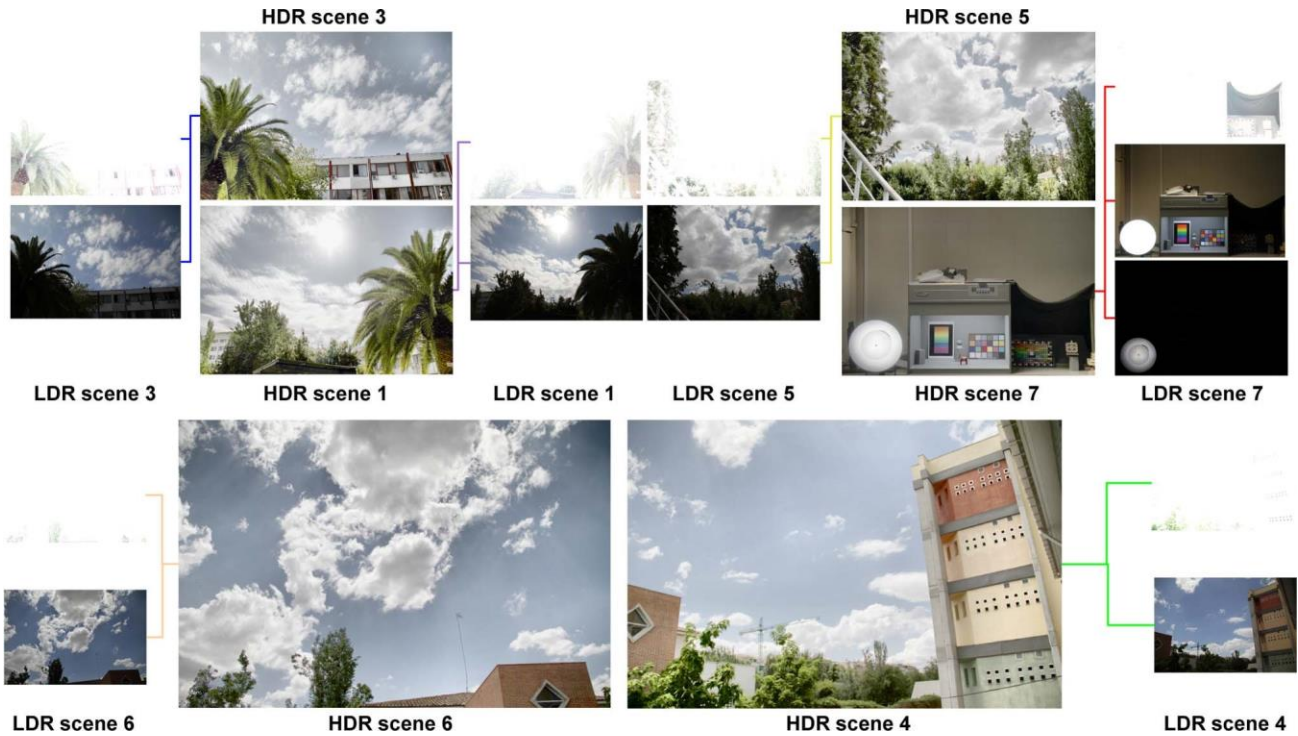 HDR scene 3
HDR scene 5
LDR scene 3
HDR scene 1
LDR scene 1
LDR scene 5
HDR scene 7
LDR scene 7
LDR scene 6
HDR scene 6
HDR scene 4
LDR scene 4